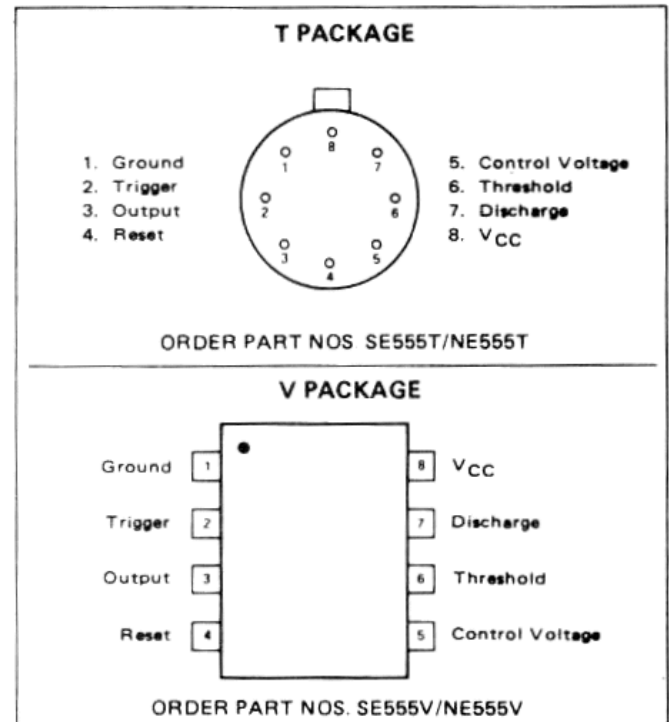 T PACKAGE
1. Ground
2. Trigger
3. Output
4. Reset
8
1
7
2
6
3
5
4
5. Control Voltage
6. Threshold
7. Discharge
8. VCC
ORDER PART NOS SE555T/NE555T
V PACKAGE
Ground 1
8 VCC
Trigger 2
7 Discharge
Output 3
6 Threshold
Reset 4
5 Control Voltage
ORDER PART NOS. SE555V/NE555V